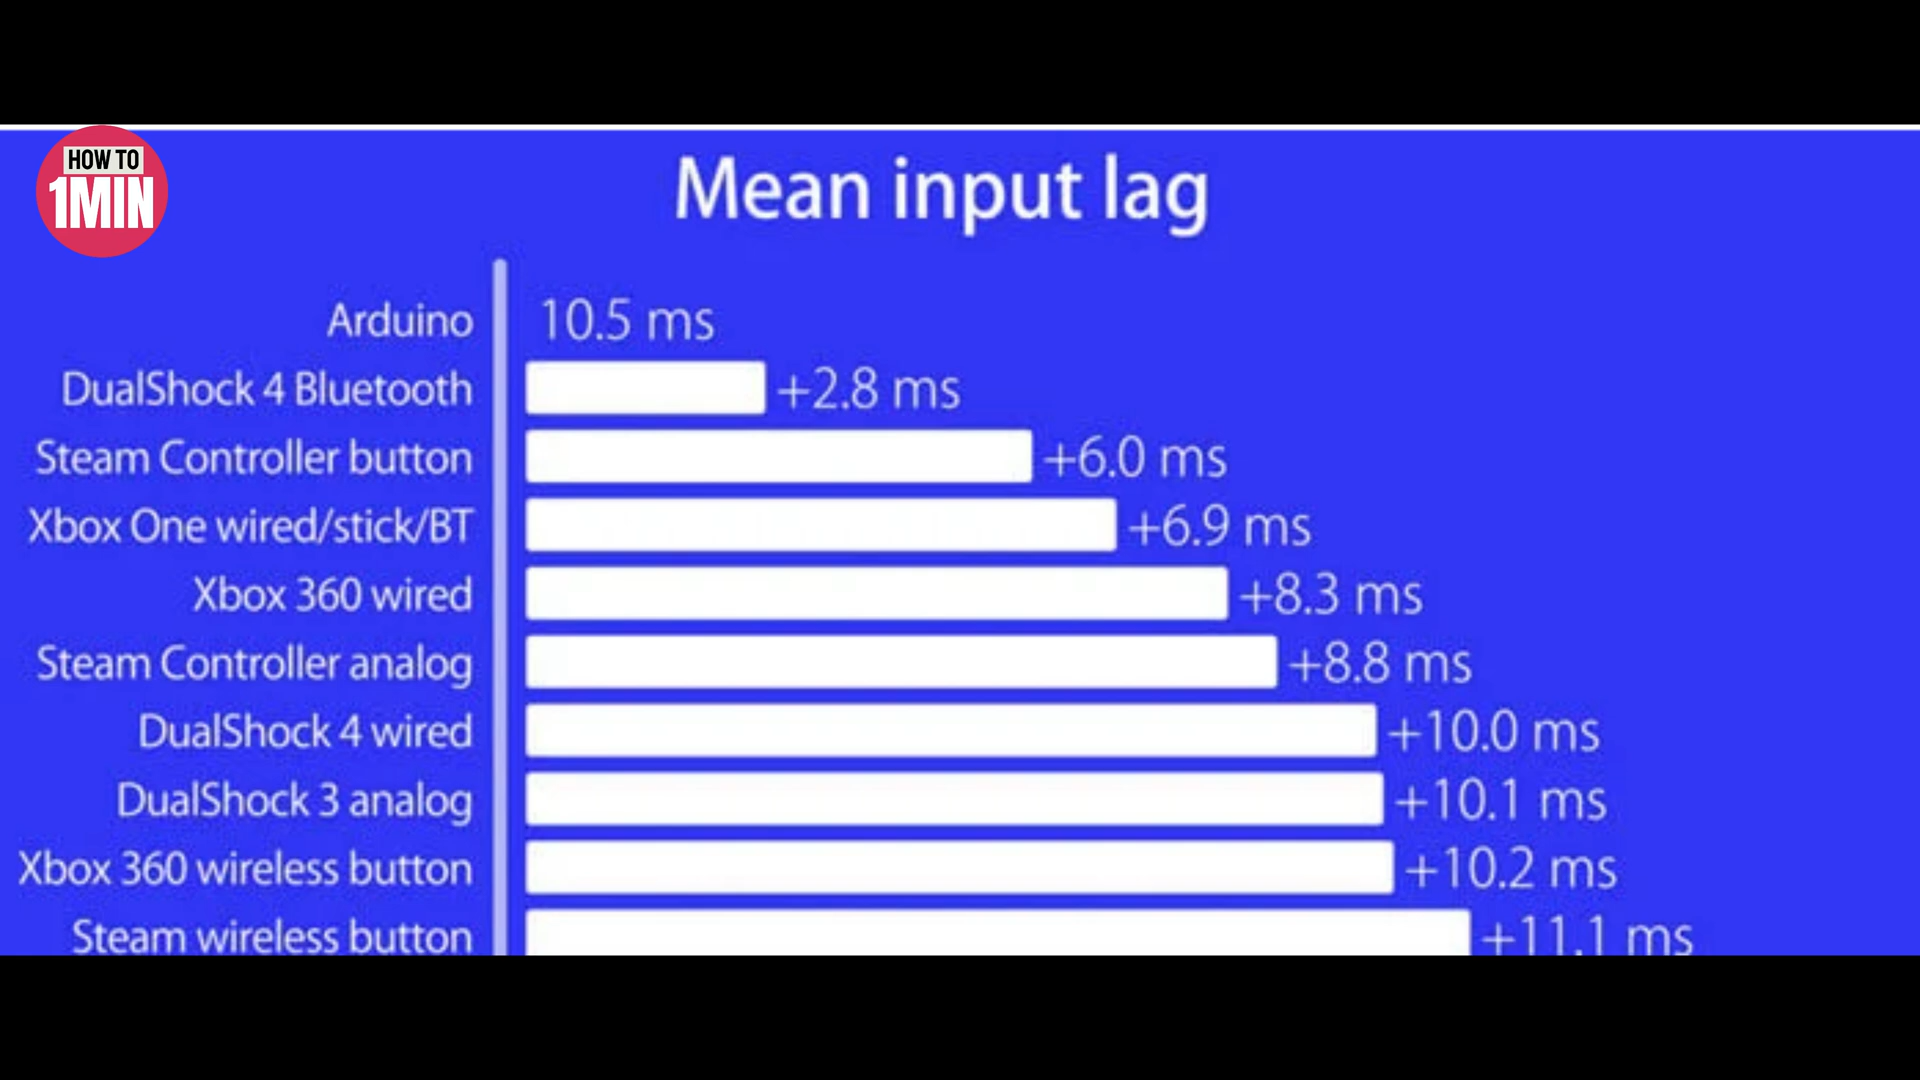 HOW TO
1MIN
Mean input lag
Arduino 10.5 ms
DualShock 4 Bluetooth +2.8 ms
Steam Controller button +6.0 ms
Xbox One wired/stick/BT +6.9 ms
Xbox 360 wired +8.3 ms
Steam Controller analog +8.8 ms
DualShock 4 wired +10.0 ms
DualShock 3 analog +10.1 ms
Xbox 360 wireless button +10.2 ms
Steam wireless button +11.1 ms